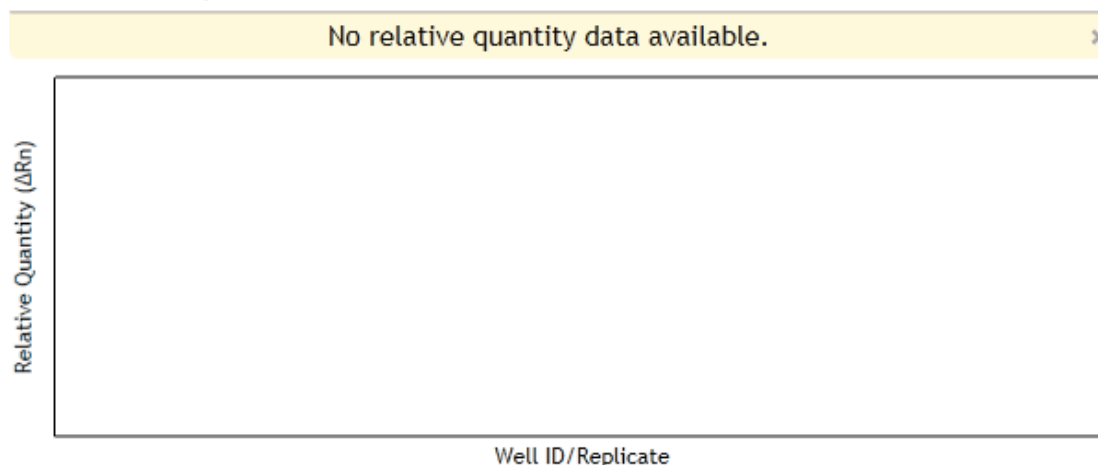 No relative quantity data available.
Relative Quantity (ΔRn)
Well ID/Replicate